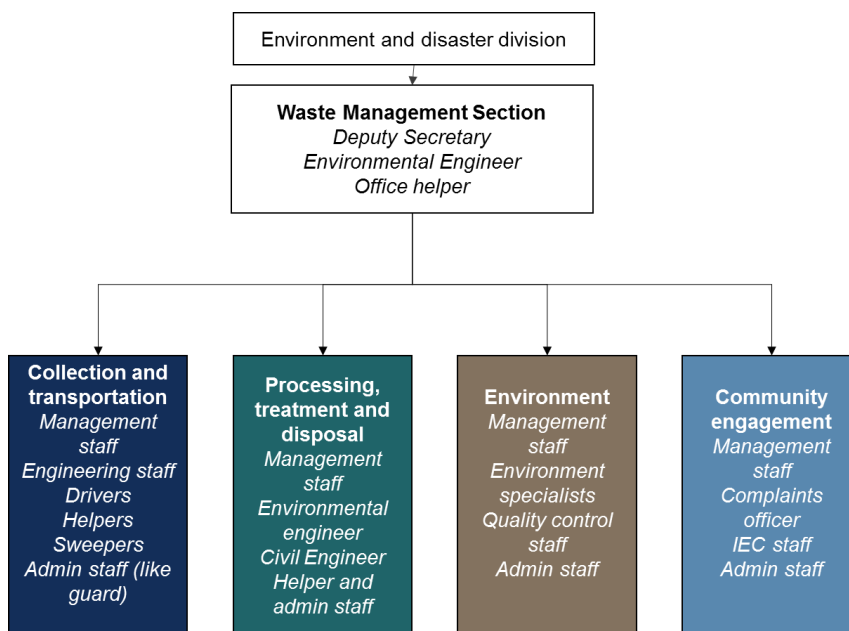 Environment and disaster division
Waste Management Section
Deputy Secretary
Environmental Engineer
Office helper
Collection and
transportation
Management
staff
Engineering staff
Drivers
Helpers
Sweepers
Admin staff (like
guard)
Processing,
treatment and
disposal
Management
staff
Environmental
engineer
Civil Engineer
Helper and
admin staff
Environment
Management
staff
Environment
specialists
Quality control
staff
Admin staff
Community
engagement
Management
staff
Complaints
officer
IEC staff
Admin staff